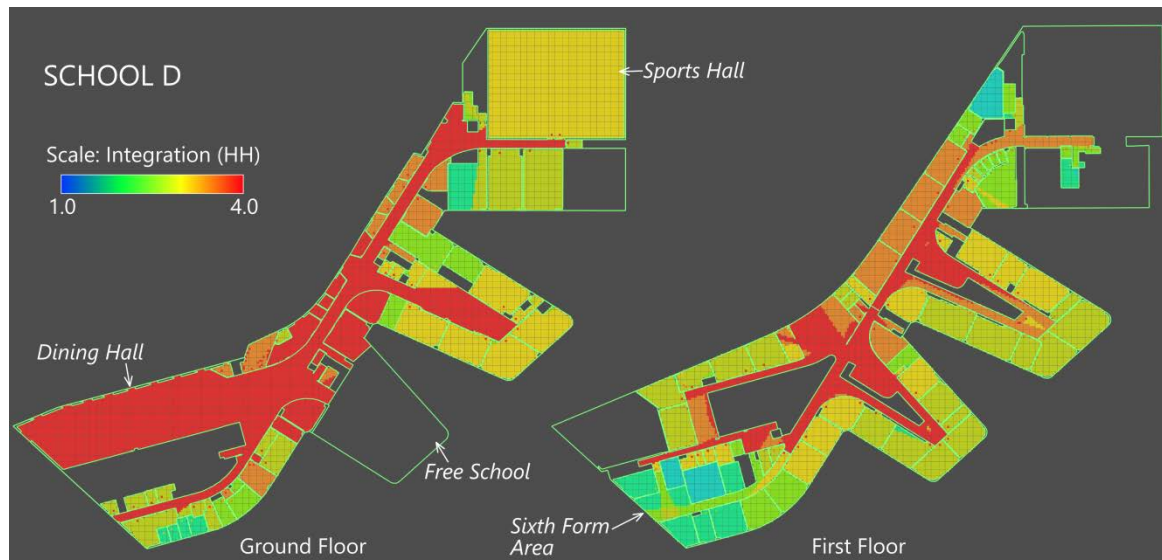 SCHOOL D
Sports Hall
Scale: Integration (HH)
1.0 4.0
Dining Hall
Free School
Sixth Form
Area
Ground Floor
First Floor